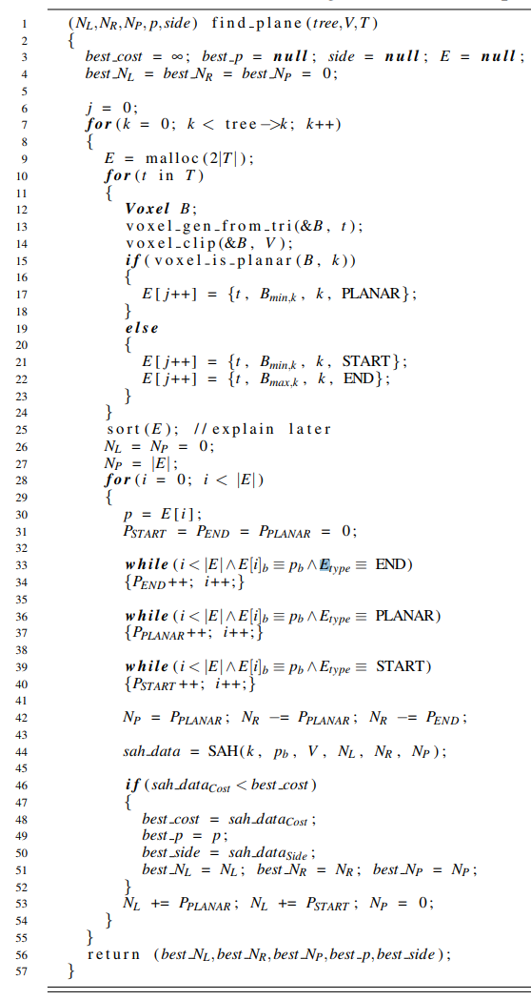 1 (N_L,N_R,N_P,p,side) find_plane(tree,V,T)
2 {
3 best_cost = ∞; best_p = null; side = null; E = null;
4 best_N_L = best_N_R = best_N_P = 0;
5
6 j = 0;
7 for(k = 0; k < tree->k; k++)
8 {
9 E = malloc(2|T|);
10 for(t in T)
11 {
12 Voxel B;
13 voxel_gen_from_tri(&B, t);
14 voxel_clip(&B, V);
15 if(voxel_is_planar(B, k))
16 {
17 E[j++] = {t, B_min,k, k, PLANAR};
18 }
19 else
20 {
21 E[j++] = {t, B_min,k, k, START};
22 E[j++] = {t, B_max,k, k, END};
23 }
24 }
25 sort(E); //explain later
26 N_L = N_P = 0;
27 N_P = |E|;
28 for(i = 0; i < |E|)
29 {
30 p = E[i];
31 P_START = P_END = P_PLANAR = 0;
32
33 while(i < |E| ∧ E[i]_b ≡ p_b ∧ E_type ≡ END)
34 {P_END++; i++;}
35
36 while(i < |E| ∧ E[i]_b ≡ p_b ∧ E_type ≡ PLANAR)
37 {P_PLANAR++; i++;}
38
39 while(i < |E| ∧ E[i]_b ≡ p_b ∧ E_type ≡ START)
40 {P_START++; i++;}
41
42 N_P = P_PLANAR; N_R -= P_PLANAR; N_R -= P_END;
43
44 sah_data = SAH(k, p_b, V, N_L, N_R, N_P);
45
46 if(sah_data_Cost < best_cost)
47 {
48 best_cost = sah_data_Cost;
49 best_p = p;
50 best_side = sah_data_Side;
51 best_N_L = N_L; best_N_R = N_R; best_N_P = N_P;
52 }
53 N_L += P_PLANAR; N_L += P_START; N_P = 0;
54 }
55 }
56 return (best_N_L,best_N_R,best_N_P,best_p,best_side);
57 }